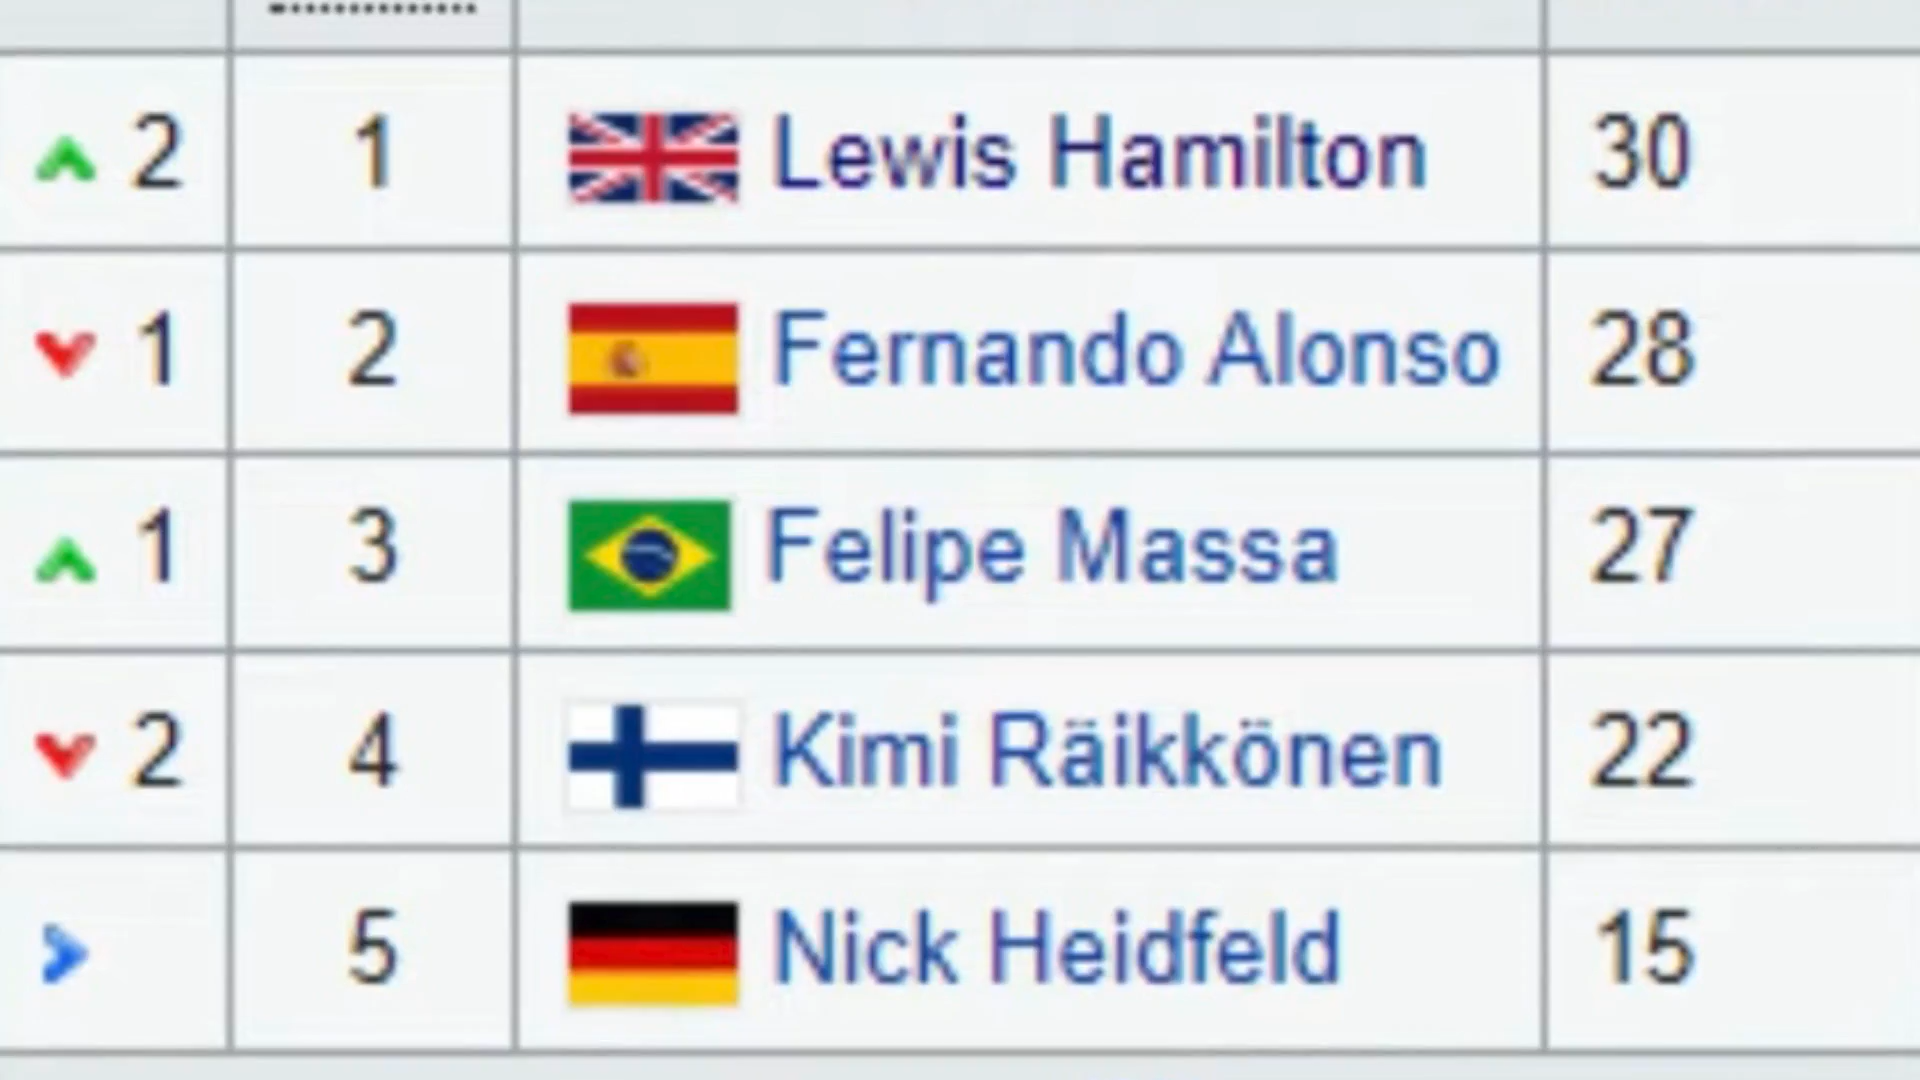 2 1 Lewis Hamilton 30
1 2 Fernando Alonso 28
1 3 Felipe Massa 27
2 4 Kimi Räikkönen 22
5 Nick Heidfeld 15